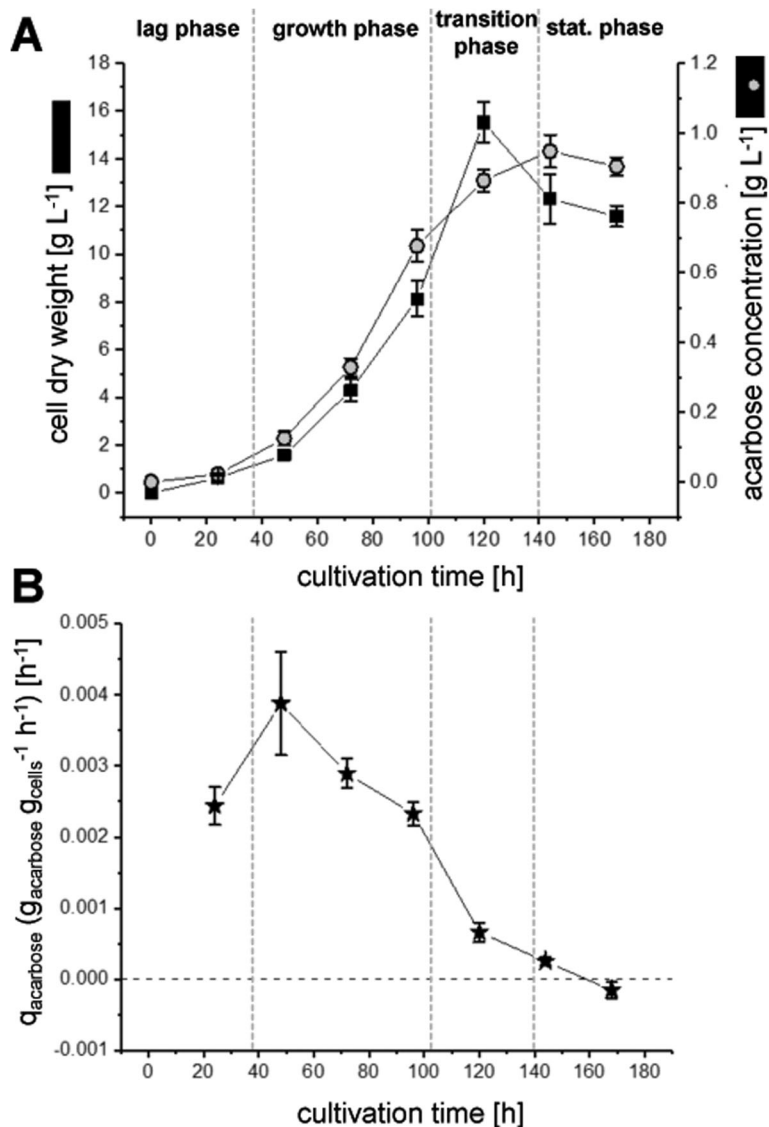 A
lag phase growth phase transition phase stat. phase
18
16
14
12
10
8
6
4
2
0
cell dry weight [g L-1]
1.2
1.0
0.8
0.6
0.4
0.2
0.0
acarbose concentration [g L-1]
0 20 40 60 80 100 120 140 160 180
cultivation time [h]
B
0.005
0.004
0.003
0.002
0.001
0.000
-0.001
qacarbose (gacarbose gcells-1 h-1) [h-1]
0 20 40 60 80 100 120 140 160 180
cultivation time [h]